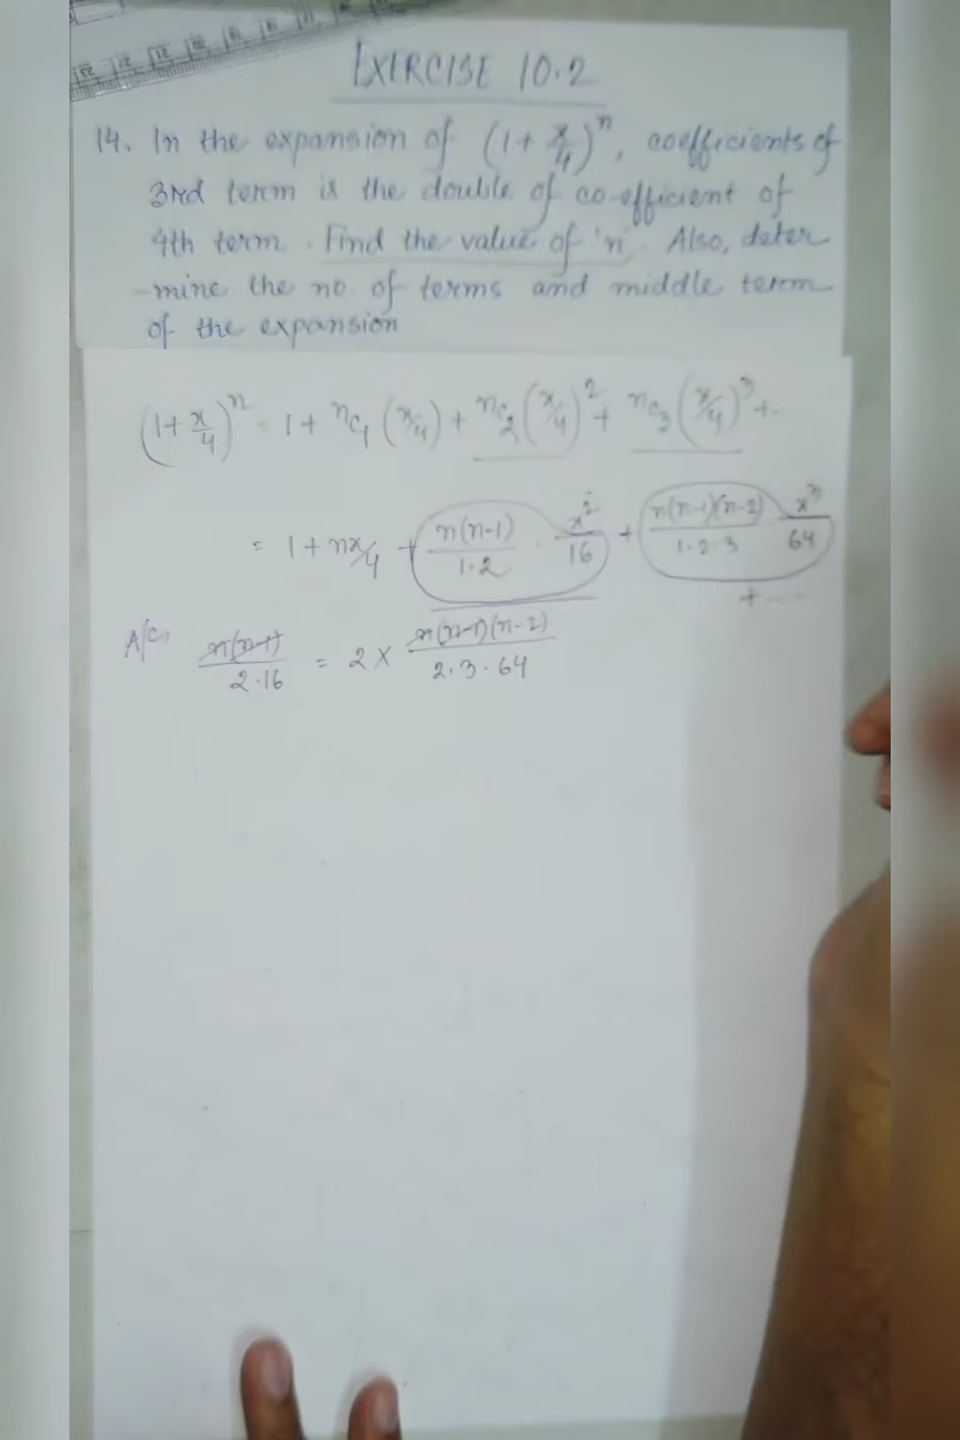 EXERCISE 10.2
14. In the expansion of (1 + x/4)^n, coefficients of
3rd term is the double of co-efficient of
4th term. Find the value of 'n'. Also, deter
-mine the no. of terms and middle term
of the expansion
(1 + x/4)^n = 1 + nC1 (x/4) + nC2 (x/4)^2 + nC3 (x/4)^3 + ..
= 1 + nx/4 + n(n-1)/1·2 · x^2/16 + n(n-1)(n-2)/1·2·3 x^3/64
+ ....
A/C, n(n-1)/2·16 = 2 × n(n-1)(n-2)/2·3·64